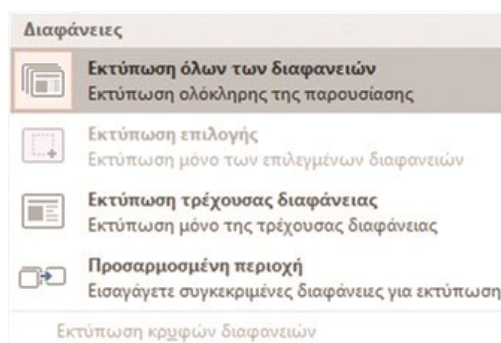 Διαφάνειες
Εκτύπωση όλων των διαφανειών
Εκτύπωση ολόκληρης της παρουσίασης
Εκτύπωση επιλογής
Εκτύπωση μόνο των επιλεγμένων διαφανειών
Εκτύπωση τρέχουσας διαφάνειας
Εκτύπωση μόνο της τρέχουσας διαφάνειας
Προσαρμοσμένη περιοχή
Εισαγάγετε συγκεκριμένες διαφάνειες για εκτύπωση
Εκτύπωση κρυφών διαφανειών